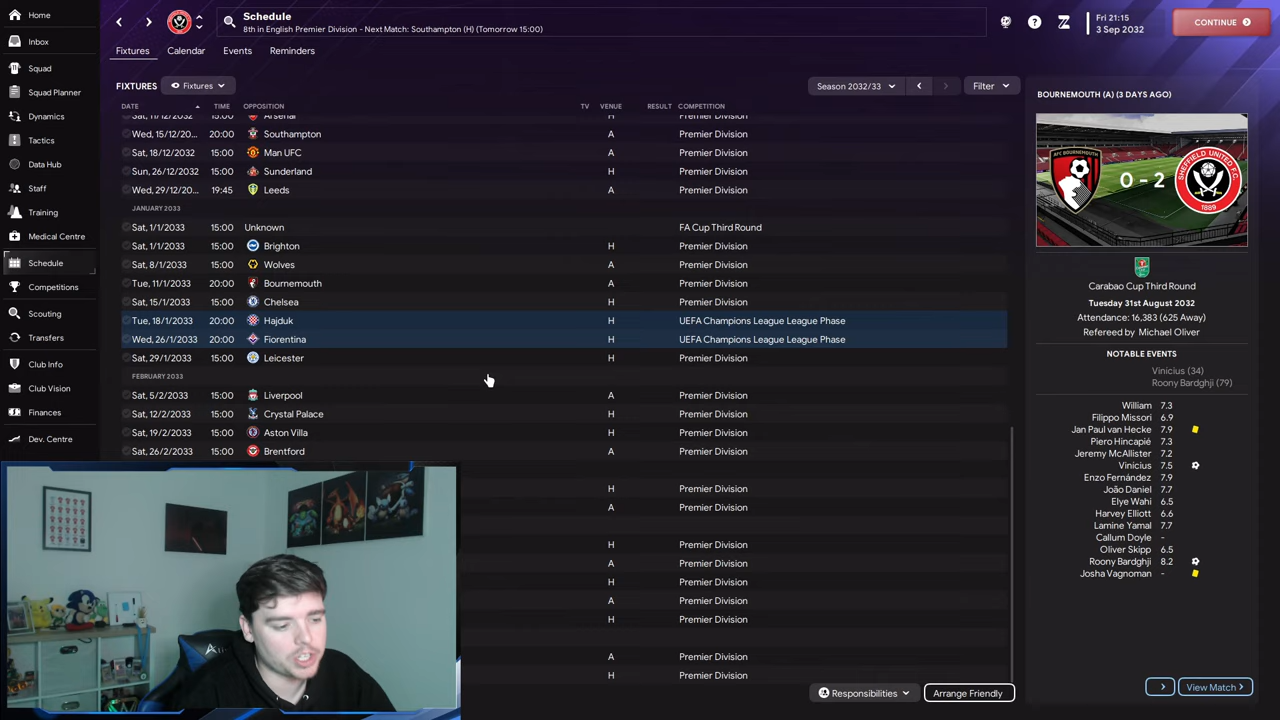 Home
Inbox
Squad
Squad Planner
Dynamics
Tactics
Data Hub
Staff
Training
Medical Centre
Schedule
Competitions
Scouting
Transfers
Club Info
Club Vision
Finances
Dev. Centre
Schedule
8th in English Premier Division - Next Match: Southampton (H) (Tomorrow 15:00)
Fri 21:15
3 Sep 2032
CONTINUE
Fixtures Calendar Events Reminders
FIXTURES Fixtures Season 2032/33 Filter
DATE TIME OPPOSITION TV VENUE RESULT COMPETITION
Sat, 11/12/2032 15:00 Arsenal H Premier Division
Wed, 15/12/20... 20:00 Southampton A Premier Division
Sat, 18/12/2032 15:00 Man UFC A Premier Division
Sun, 26/12/2032 15:00 Sunderland H Premier Division
Wed, 29/12/20... 19:45 Leeds A Premier Division
JANUARY 2033
Sat, 1/1/2033 15:00 Unknown FA Cup Third Round
Sat, 1/1/2033 15:00 Brighton H Premier Division
Sat, 8/1/2033 15:00 Wolves A Premier Division
Tue, 11/1/2033 20:00 Bournemouth A Premier Division
Sat, 15/1/2033 15:00 Chelsea H Premier Division
Tue, 18/1/2033 20:00 Hajduk H UEFA Champions League League Phase
Wed, 26/1/2033 20:00 Fiorentina H UEFA Champions League League Phase
Sat, 29/1/2033 15:00 Leicester H Premier Division
FEBRUARY 2033
Sat, 5/2/2033 15:00 Liverpool A Premier Division
Sat, 12/2/2033 15:00 Crystal Palace H Premier Division
Sat, 19/2/2033 15:00 Aston Villa H Premier Division
Sat, 26/2/2033 15:00 Brentford A Premier Division
H Premier Division
A Premier Division
H Premier Division
A Premier Division
H Premier Division
A Premier Division
H Premier Division
A Premier Division
H Premier Division
Responsibilities
Arrange Friendly
BOURNEMOUTH (A) (3 DAYS AGO)
AFC BOURNEMOUTH
0 - 2
SHEFFIELD UNITED F.C.
1889
Carabao Cup Third Round
Tuesday 31st August 2032
Attendance: 16,383 (625 Away)
Refereed by Michael Oliver
NOTABLE EVENTS
Vinícius (34)
Roony Bardghji (79)
William 7.3
Filippo Missori 6.9
Jan Paul van Hecke 7.9
Piero Hincapié 7.3
Jeremy McAllister 7.2
Vinícius 7.5
Enzo Fernández 7.9
João Daniel 7.7
Elye Wahi 6.5
Harvey Elliott 6.6
Lamine Yamal 7.7
Callum Doyle -
Oliver Skipp 6.5
Roony Bardghji 8.2
Josha Vagnoman -
View Match